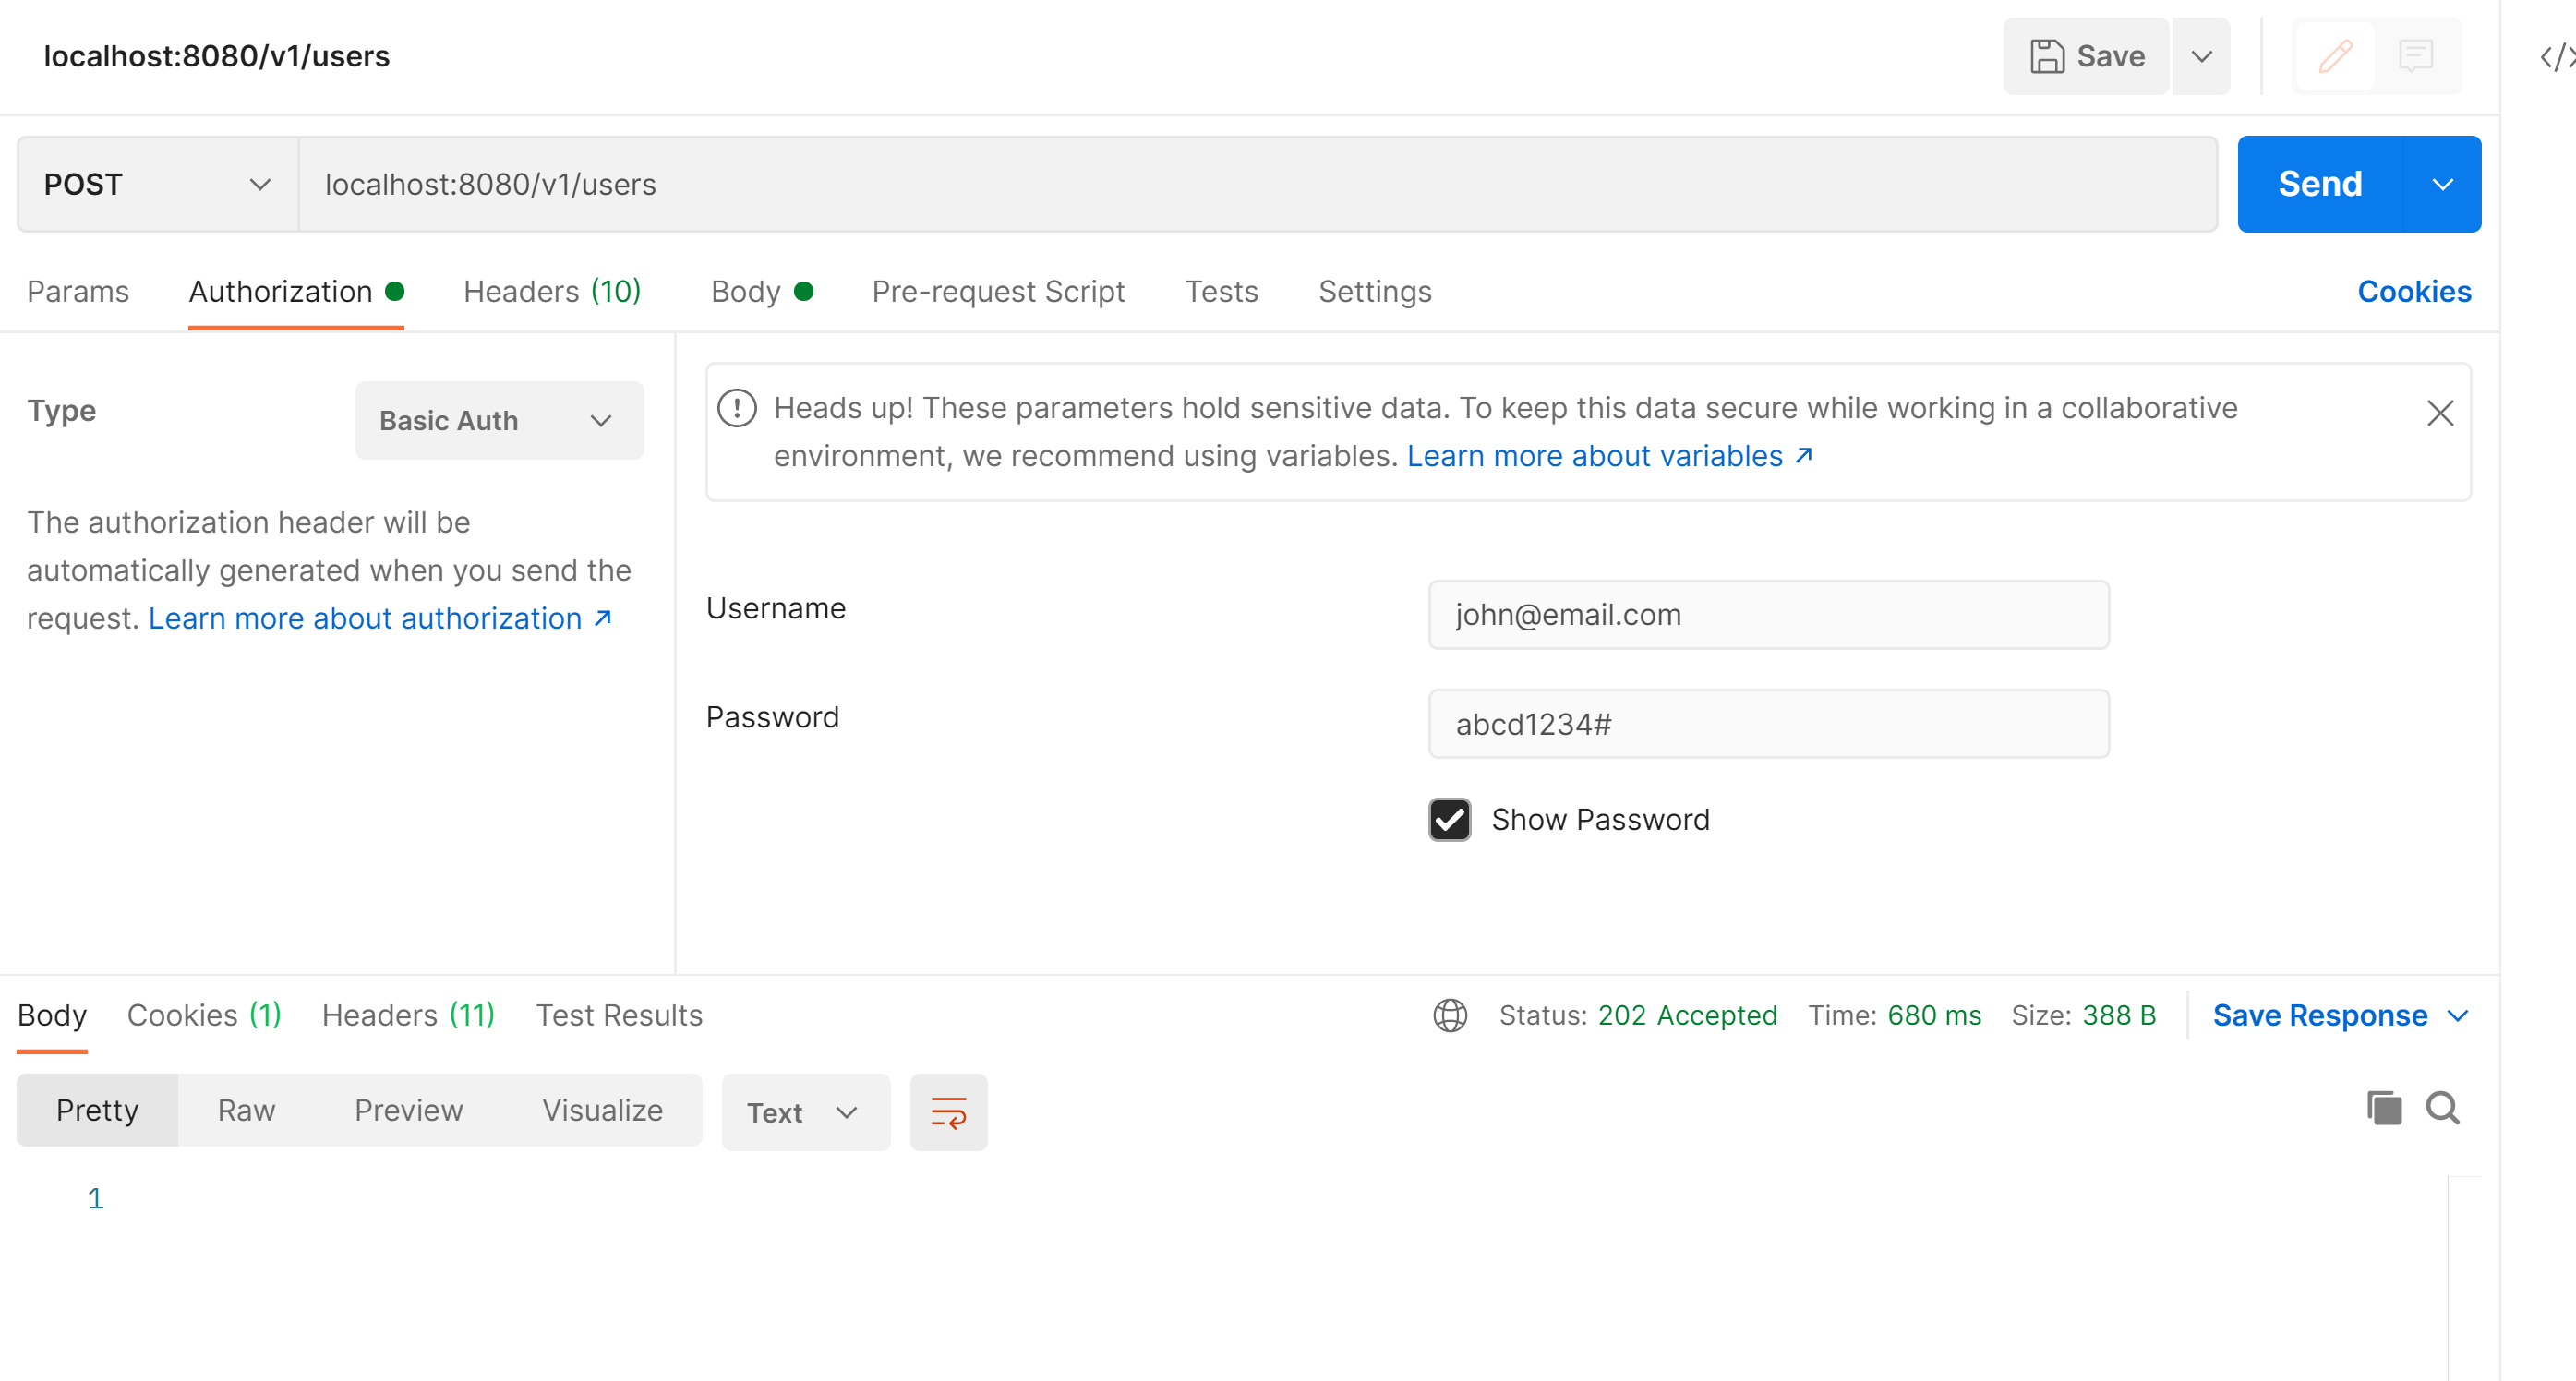 localhost:8080/v1/users
Save
POST
localhost:8080/v1/users
Send
Params
Authorization
Headers (10)
Body
Pre-request Script
Tests
Settings
Cookies
Type
Basic Auth
The authorization header will be
automatically generated when you send the
request. Learn more about authorization ↗
Heads up! These parameters hold sensitive data. To keep this data secure while working in a collaborative
environment, we recommend using variables. Learn more about variables ↗
Username
john@email.com
Password
abcd1234#
Show Password
Body
Cookies (1)
Headers (11)
Test Results
Status: 202 Accepted
Time: 680 ms
Size: 388 B
Save Response
Pretty
Raw
Preview
Visualize
Text
1